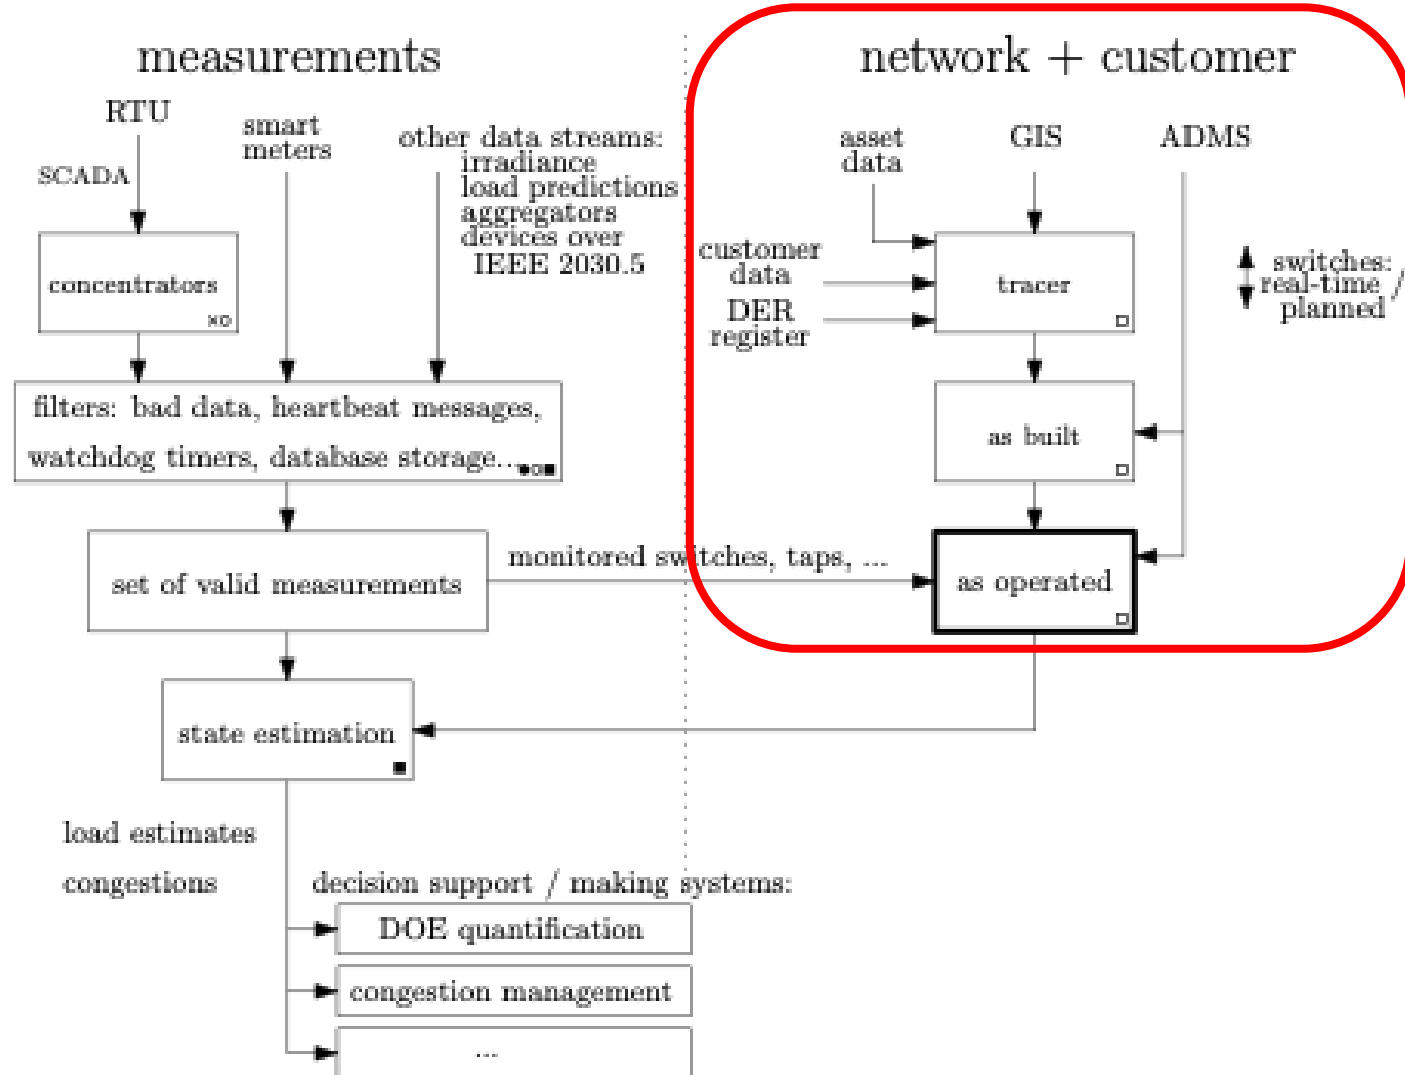 measurements
RTU
SCADA
smart
meters
other data streams:
irradiance
load predictions
aggregators
devices over
IEEE 2030.5
concentrators
filters: bad data, heartbeat messages,
watchdog timers, database storage...
set of valid measurements
monitored switches, taps, ...
state estimation
load estimates
congestions
decision support / making systems:
DOE quantification
congestion management
...
network + customer
asset
data
GIS
ADMS
customer
data
DER
register
tracer
switches:
real-time /
planned
as built
as operated